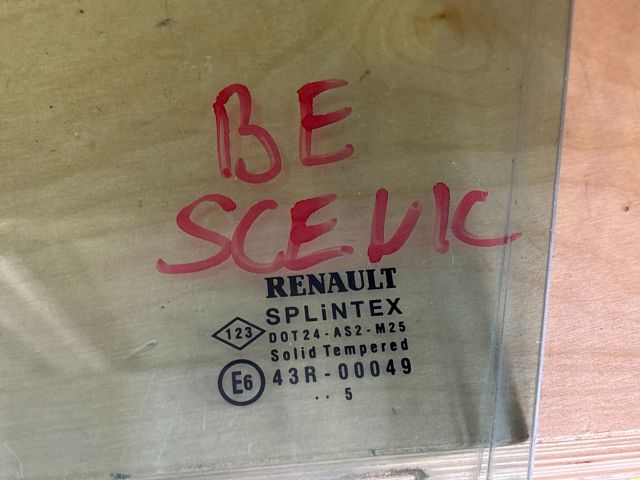 BE
SCENIC
RENAULT
SPLiNTEX
123
DOT24-AS2-M25
Solid Tempered
E6 43R-00049
.. 5